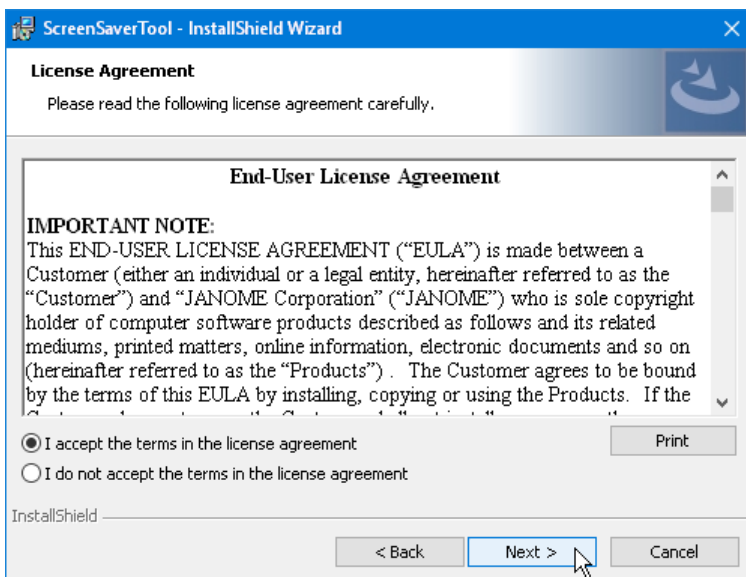 ScreenSaverTool - InstallShield Wizard
License Agreement
Please read the following license agreement carefully.
End-User License Agreement
IMPORTANT NOTE:
This END-USER LICENSE AGREEMENT (“EULA”) is made between a
Customer (either an individual or a legal entity, hereinafter referred to as the
“Customer”) and “JANOME Corporation” (“JANOME”) who is sole copyright
holder of computer software products described as follows and its related
mediums, printed matters, online information, electronic documents and so on
(hereinafter referred to as the “Products”) .   The Customer agrees to be bound
by the terms of this EULA by installing, copying or using the Products.  If the
I accept the terms in the license agreement
Print
I do not accept the terms in the license agreement
InstallShield
< Back
Next >
Cancel